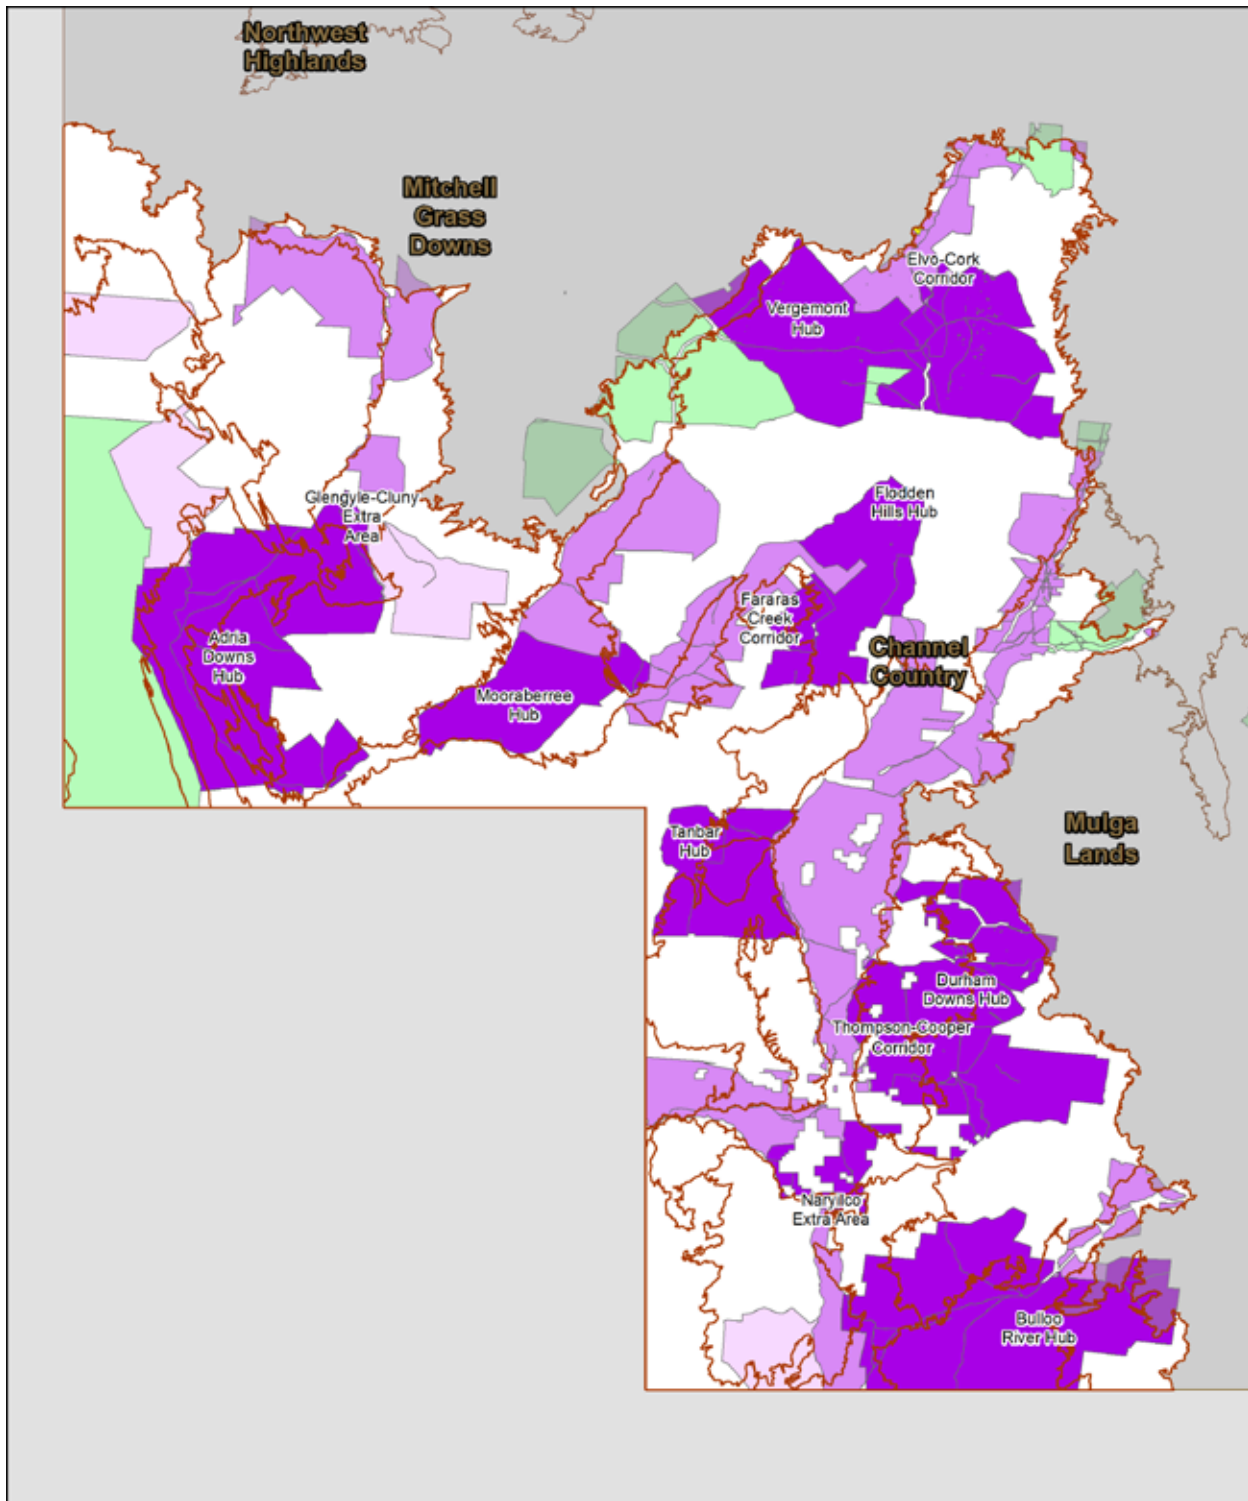 Northwest
Highlands
Mitchell
Grass
Downs
Elvo-Cork
Corridor
Vergemont
Hub
Glengyle-Cluny
Extra
Area
Flodden
Hills Hub
Fararas
Creek
Corridor
Adria
Downs
Hub
Channel
Country
Mooraberree
Hub
Tanbar
Hub
Mulga
Lands
Durham
Downs Hub
Thompson-Cooper
Corridor
Naryilco
Extra Area
Bulloo
River Hub